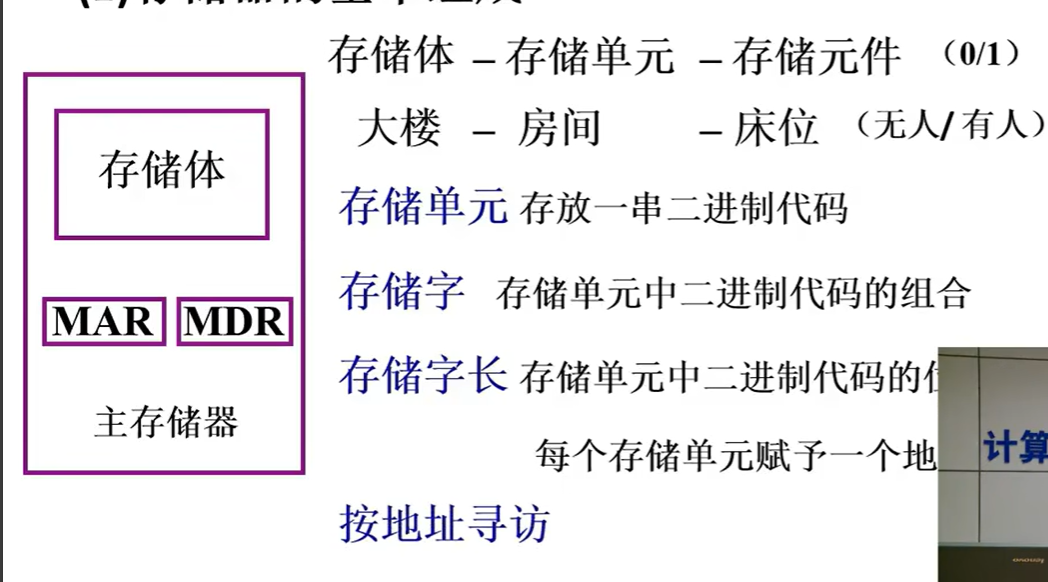 存储体 – 存储单元 – 存储元件 （0/1）
大楼 – 房间 – 床位 （无人/ 有人）
存储体
MAR MDR
主存储器
存储单元 存放一串二进制代码
存储字 存储单元中二进制代码的组合
存储字长 存储单元中二进制代码的
每个存储单元赋予一个地
按地址寻访
计算